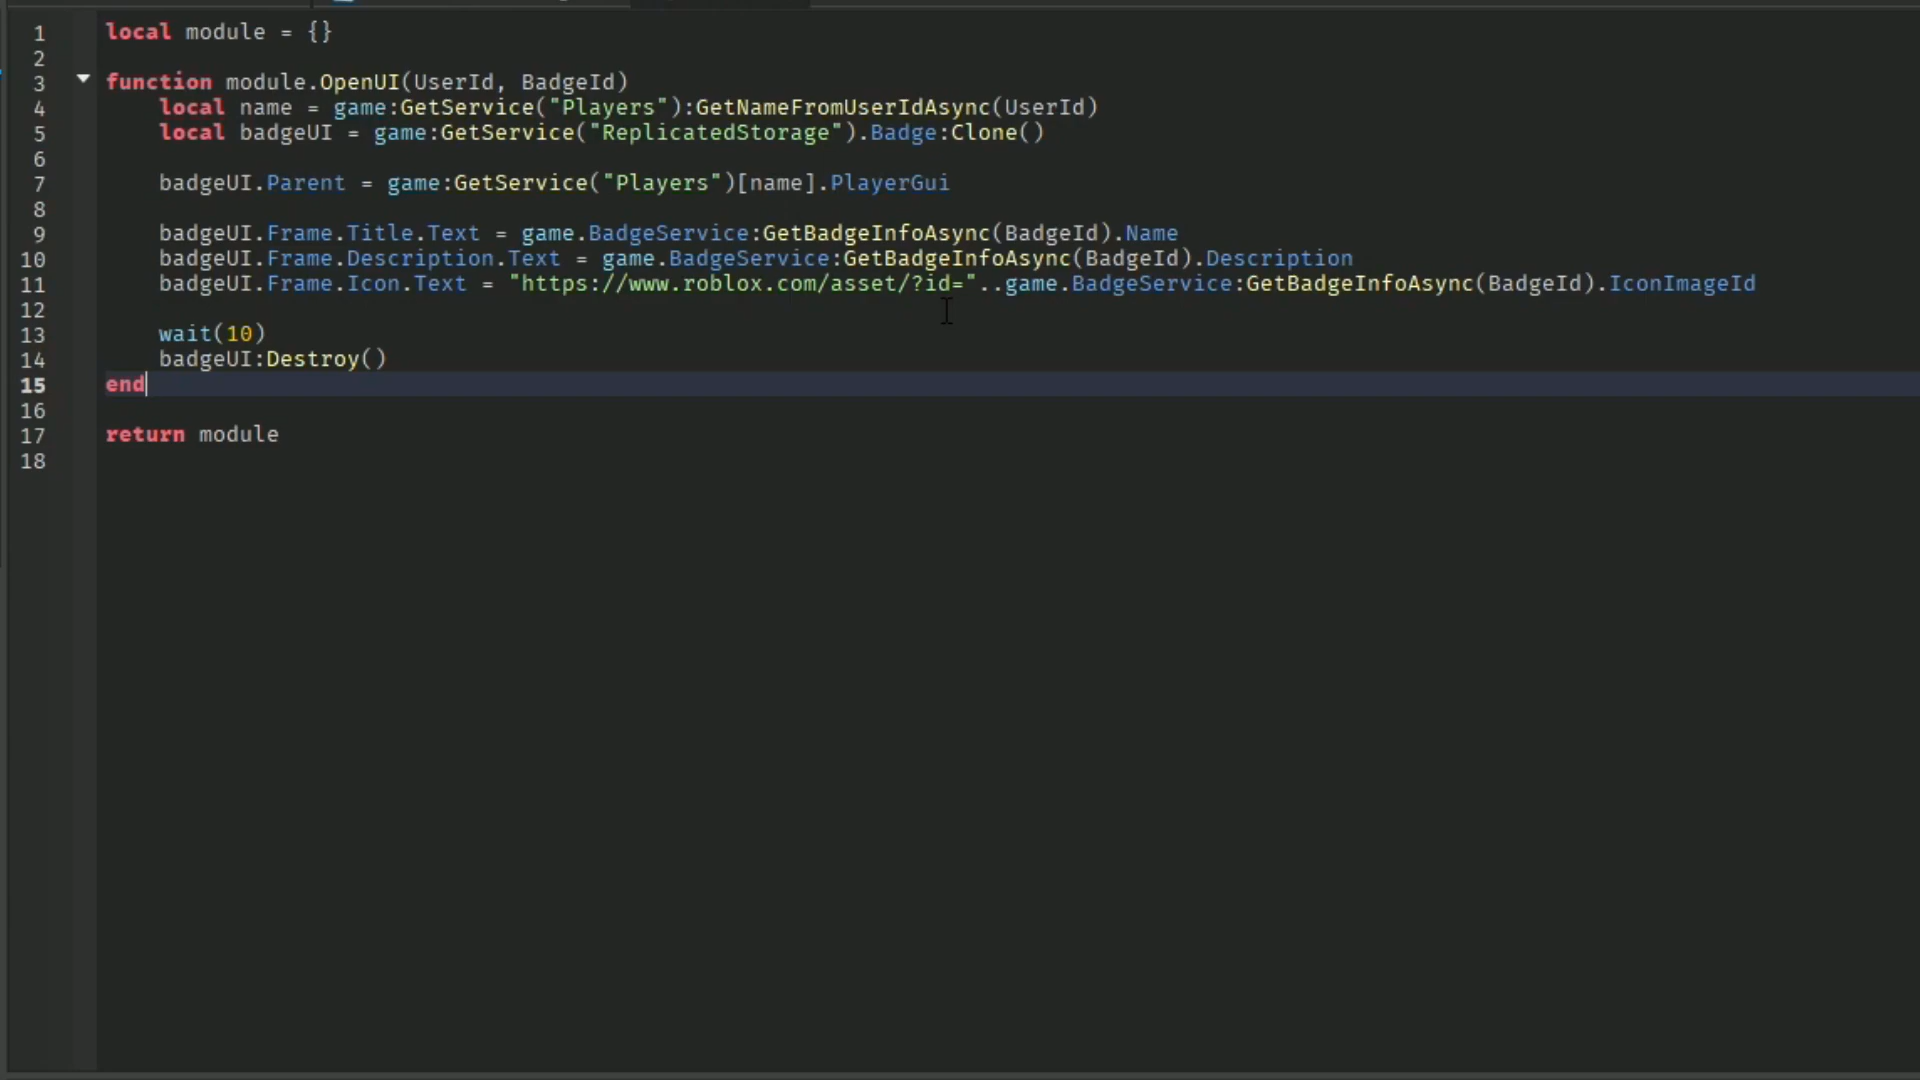 1 local module = {}
2
3 function module.OpenUI(UserId, BadgeId)
4 local name = game:GetService("Players"):GetNameFromUserIdAsync(UserId)
5 local badgeUI = game:GetService("ReplicatedStorage").Badge:Clone()
6
7 badgeUI.Parent = game:GetService("Players")[name].PlayerGui
8
9 badgeUI.Frame.Title.Text = game.BadgeService:GetBadgeInfoAsync(BadgeId).Name
10 badgeUI.Frame.Description.Text = game.BadgeService:GetBadgeInfoAsync(BadgeId).Description
11 badgeUI.Frame.Icon.Text = "https://www.roblox.com/asset/?id="..game.BadgeService:GetBadgeInfoAsync(BadgeId).IconImageId
12
13 wait(10)
14 badgeUI:Destroy()
15 end
16
17 return module
18